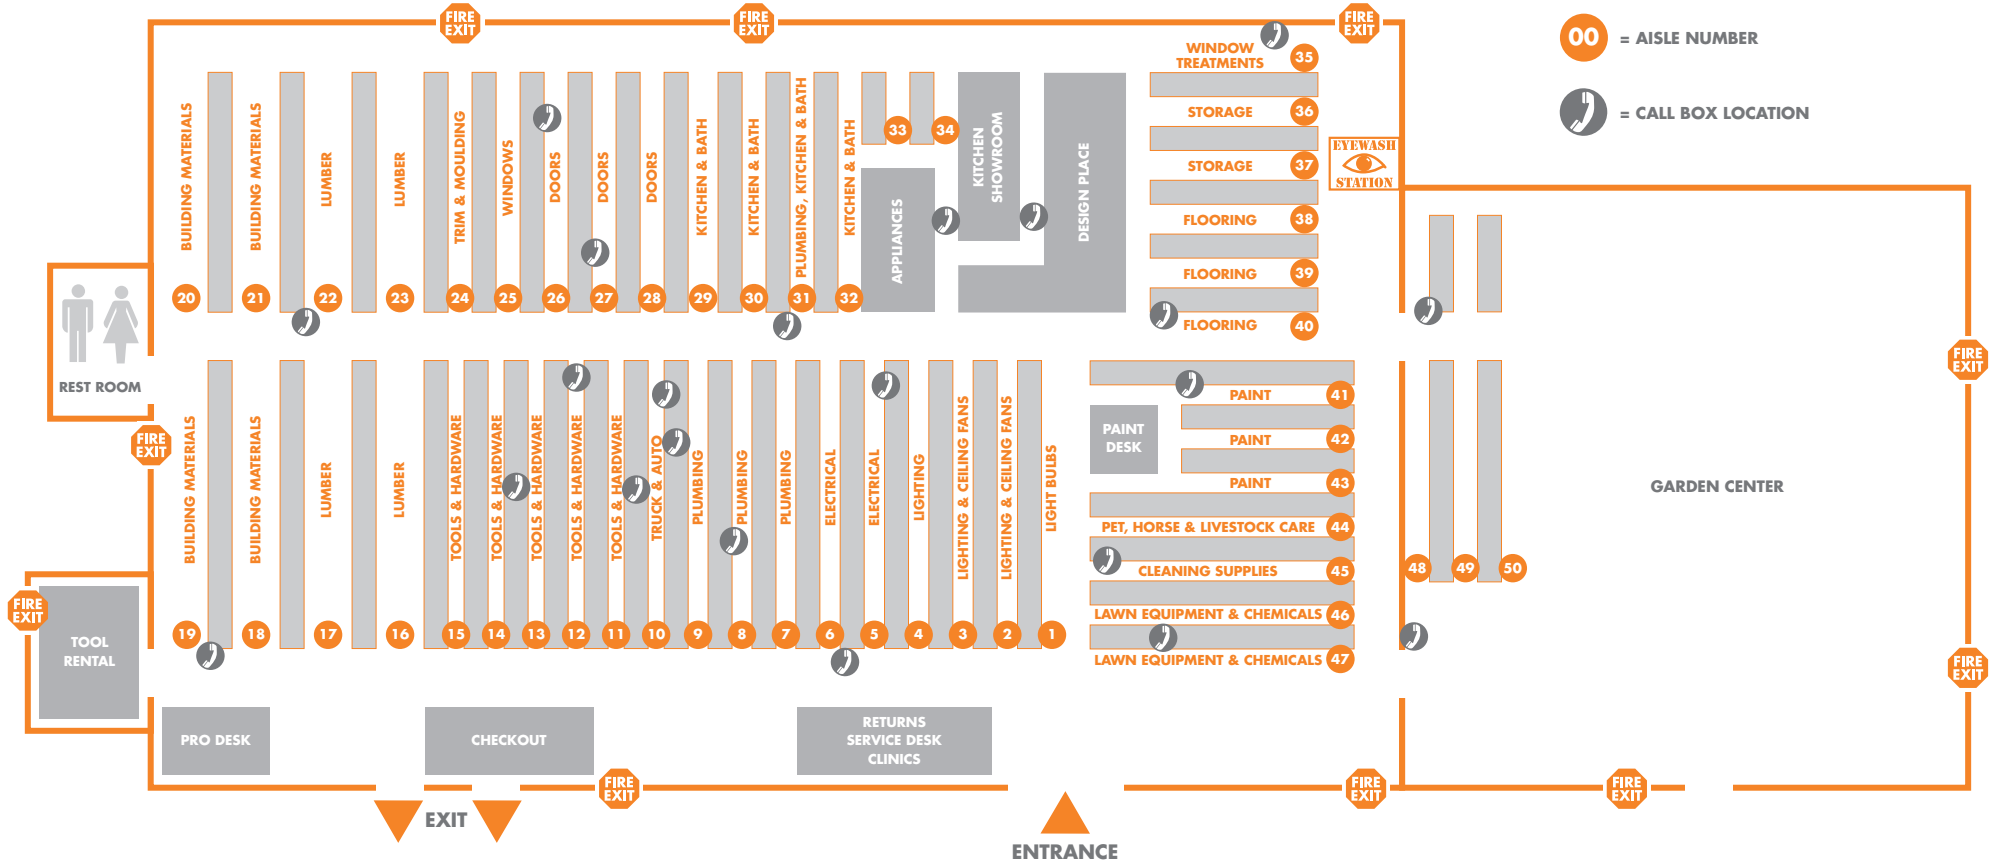 FIRE
EXIT
FIRE
EXIT
FIRE
EXIT
00 = AISLE NUMBER
= CALL BOX LOCATION
BUILDING MATERIALS
BUILDING MATERIALS
LUMBER
LUMBER
TRIM & MOULDING
WINDOWS
DOORS
DOORS
DOORS
KITCHEN & BATH
KITCHEN & BATH
PLUMBING, KITCHEN & BATH
KITCHEN & BATH
20
21
22
23
24
25
26
27
28
29
30
31
32
33
34
APPLIANCES
KITCHEN
SHOWROOM
DESIGN PLACE
WINDOW
TREATMENTS
35
STORAGE
36
STORAGE
37
FLOORING
38
FLOORING
39
FLOORING
40
EYEWASH
STATION
REST ROOM
FIRE
EXIT
BUILDING MATERIALS
BUILDING MATERIALS
LUMBER
LUMBER
TOOLS & HARDWARE
TOOLS & HARDWARE
TOOLS & HARDWARE
TOOLS & HARDWARE
TOOLS & HARDWARE
TRUCK & AUTO
PLUMBING
PLUMBING
PLUMBING
ELECTRICAL
ELECTRICAL
LIGHTING
LIGHTING & CEILING FANS
LIGHTING & CEILING FANS
LIGHT BULBS
19
18
17
16
15
14
13
12
11
10
9
8
7
6
5
4
3
2
1
PAINT
41
PAINT
DESK
PAINT
42
PAINT
43
PET, HORSE & LIVESTOCK CARE
44
CLEANING SUPPLIES
45
LAWN EQUIPMENT & CHEMICALS
46
LAWN EQUIPMENT & CHEMICALS
47
48
49
50
GARDEN CENTER
FIRE
EXIT
FIRE
EXIT
FIRE
EXIT
TOOL
RENTAL
PRO DESK
CHECKOUT
RETURNS
SERVICE DESK
CLINICS
FIRE
EXIT
FIRE
EXIT
FIRE
EXIT
EXIT
ENTRANCE